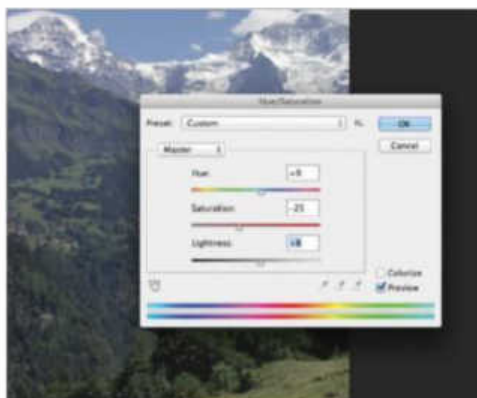 Hue/Saturation
Preset: Custom
OK
Cancel
Master
Hue:
Saturation:
-25
Lightness:
Colorize
Preview